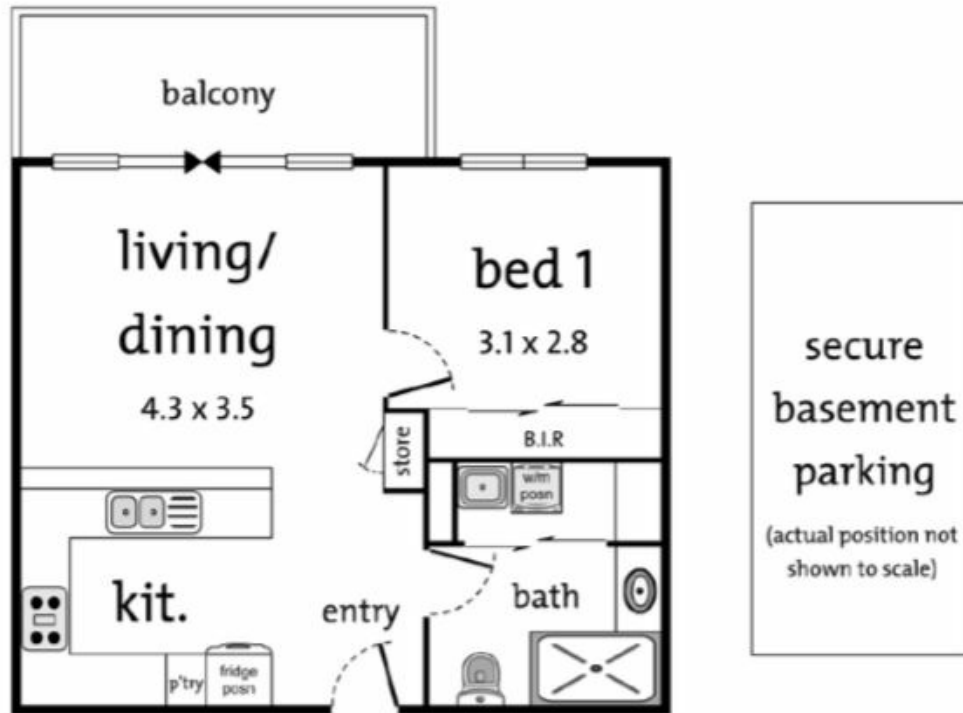 balcony
living/
dining
4.3 x 3.5
bed 1
3.1 x 2.8
B.I.R
store
w/m
posn
kit.
entry
bath
p'try
fridge
posn
secure
basement
parking
(actual position not
shown to scale)